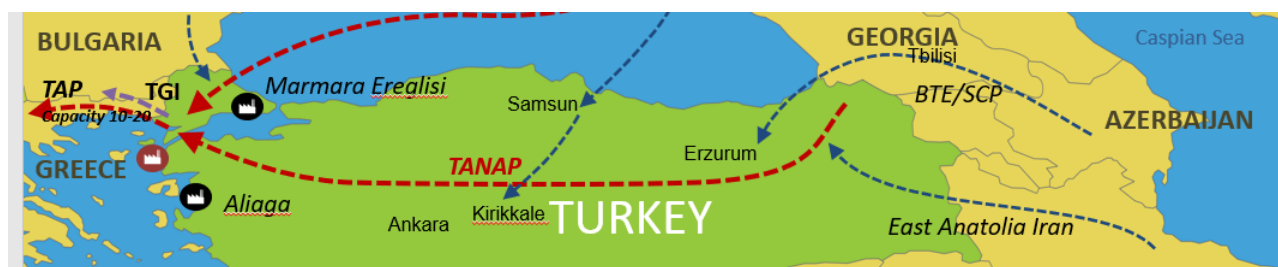 BULGARIA
GEORGIA
Tbilisi
Caspian Sea
TAP
TGI
Marmara Ereglisi
Samsun
BTE/SCP
Capacity 10-20
AZERBAIJAN
GREECE
TANAP
Erzurum
Aliaga
Ankara
Kirikkale
TURKEY
East Anatolia Iran